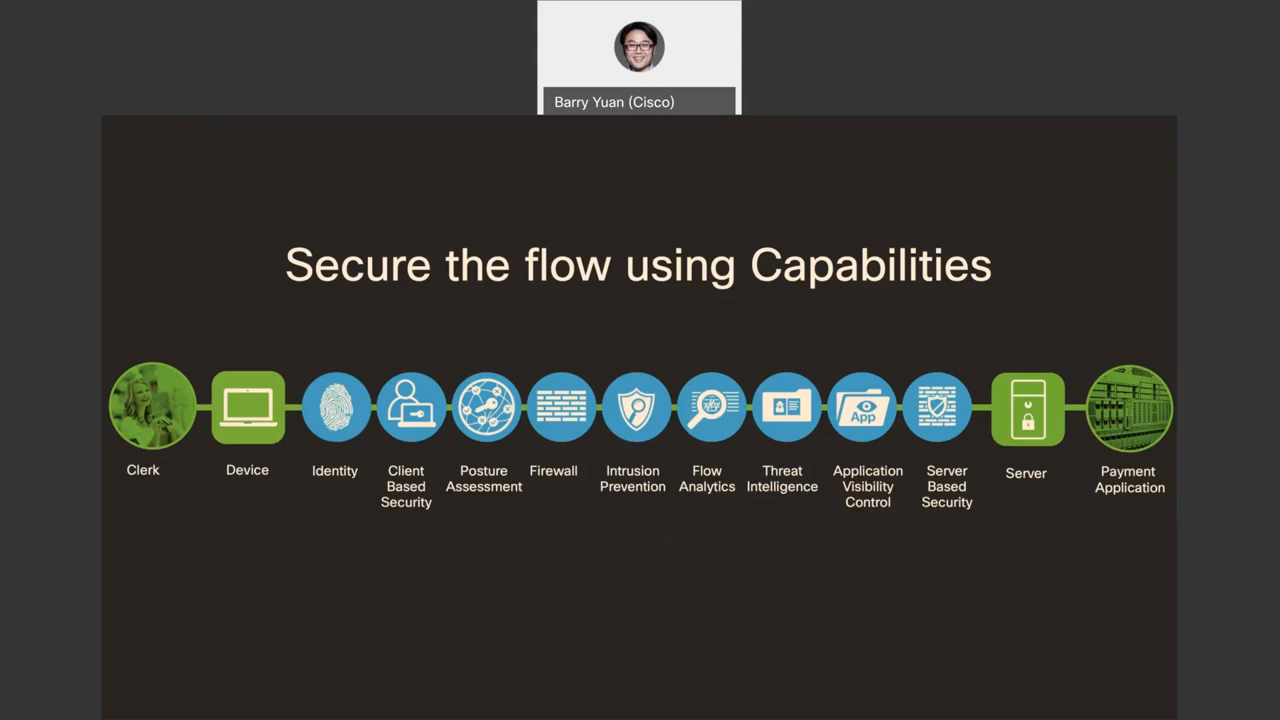 Barry Yuan (Cisco)
Secure the flow using Capabilities
Clerk
Device
Identity
Client
Based
Security
Posture
Assessment
Firewall
Intrusion
Prevention
Flow
Analytics
Threat
Intelligence
App
Application
Visibility
Control
Server
Based
Security
Server
Payment
Application